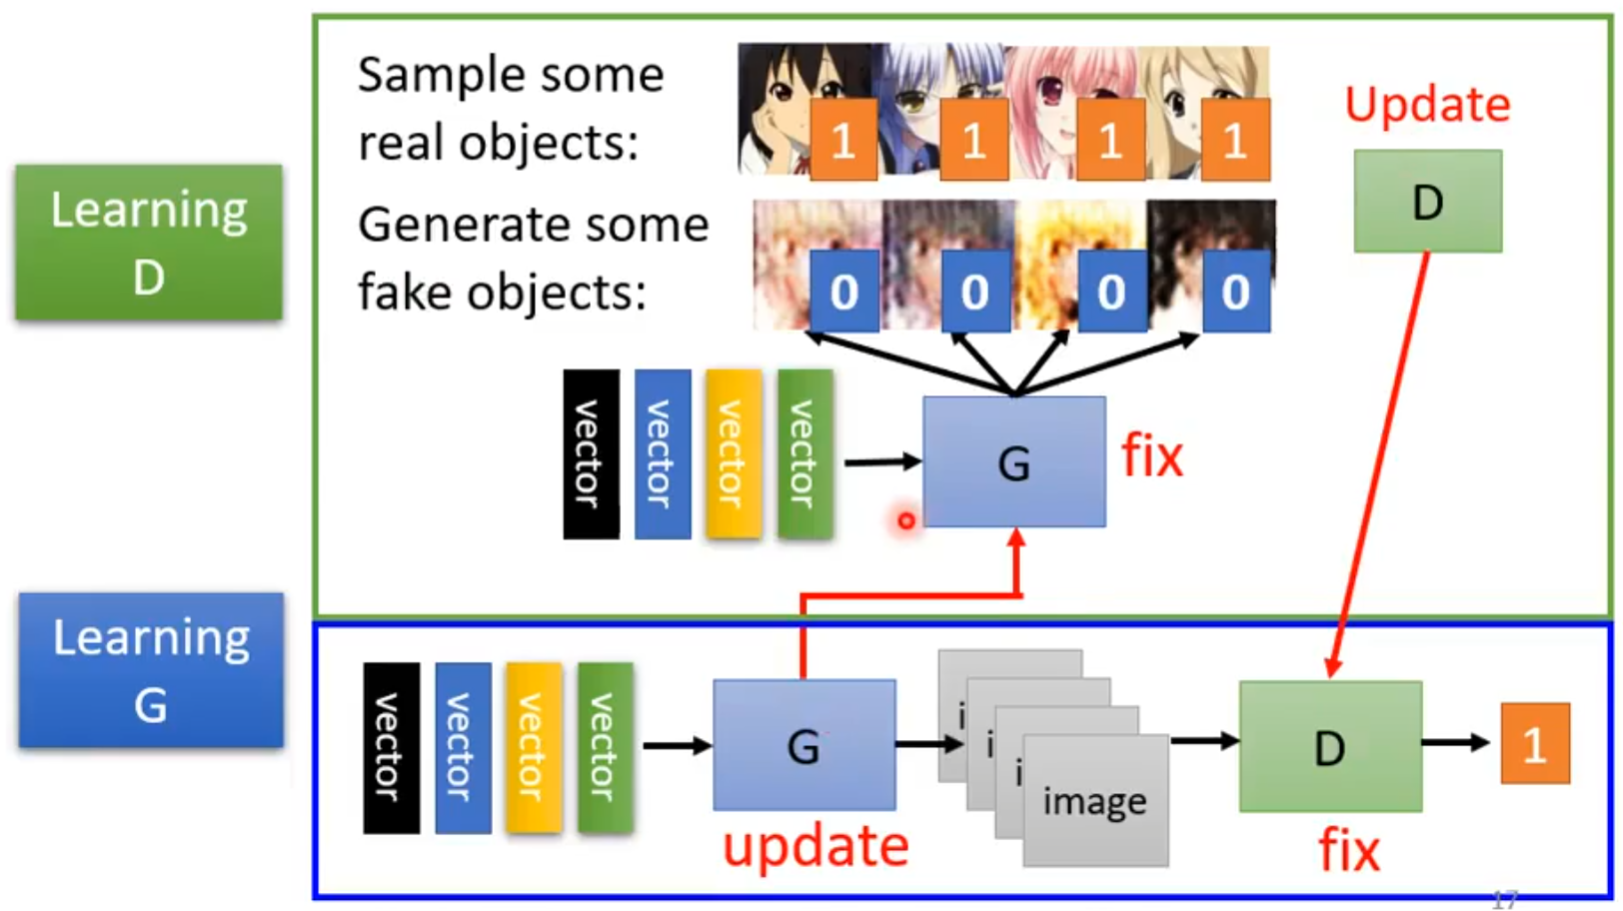 Learning
D
Sample some
real objects:
1 1 1 1
Update
D
Generate some
fake objects:
0 0 0 0
vector vector vector vector
G
fix
Learning
G
vector vector vector vector
G
update
i
i
i
image
D
fix
1
17